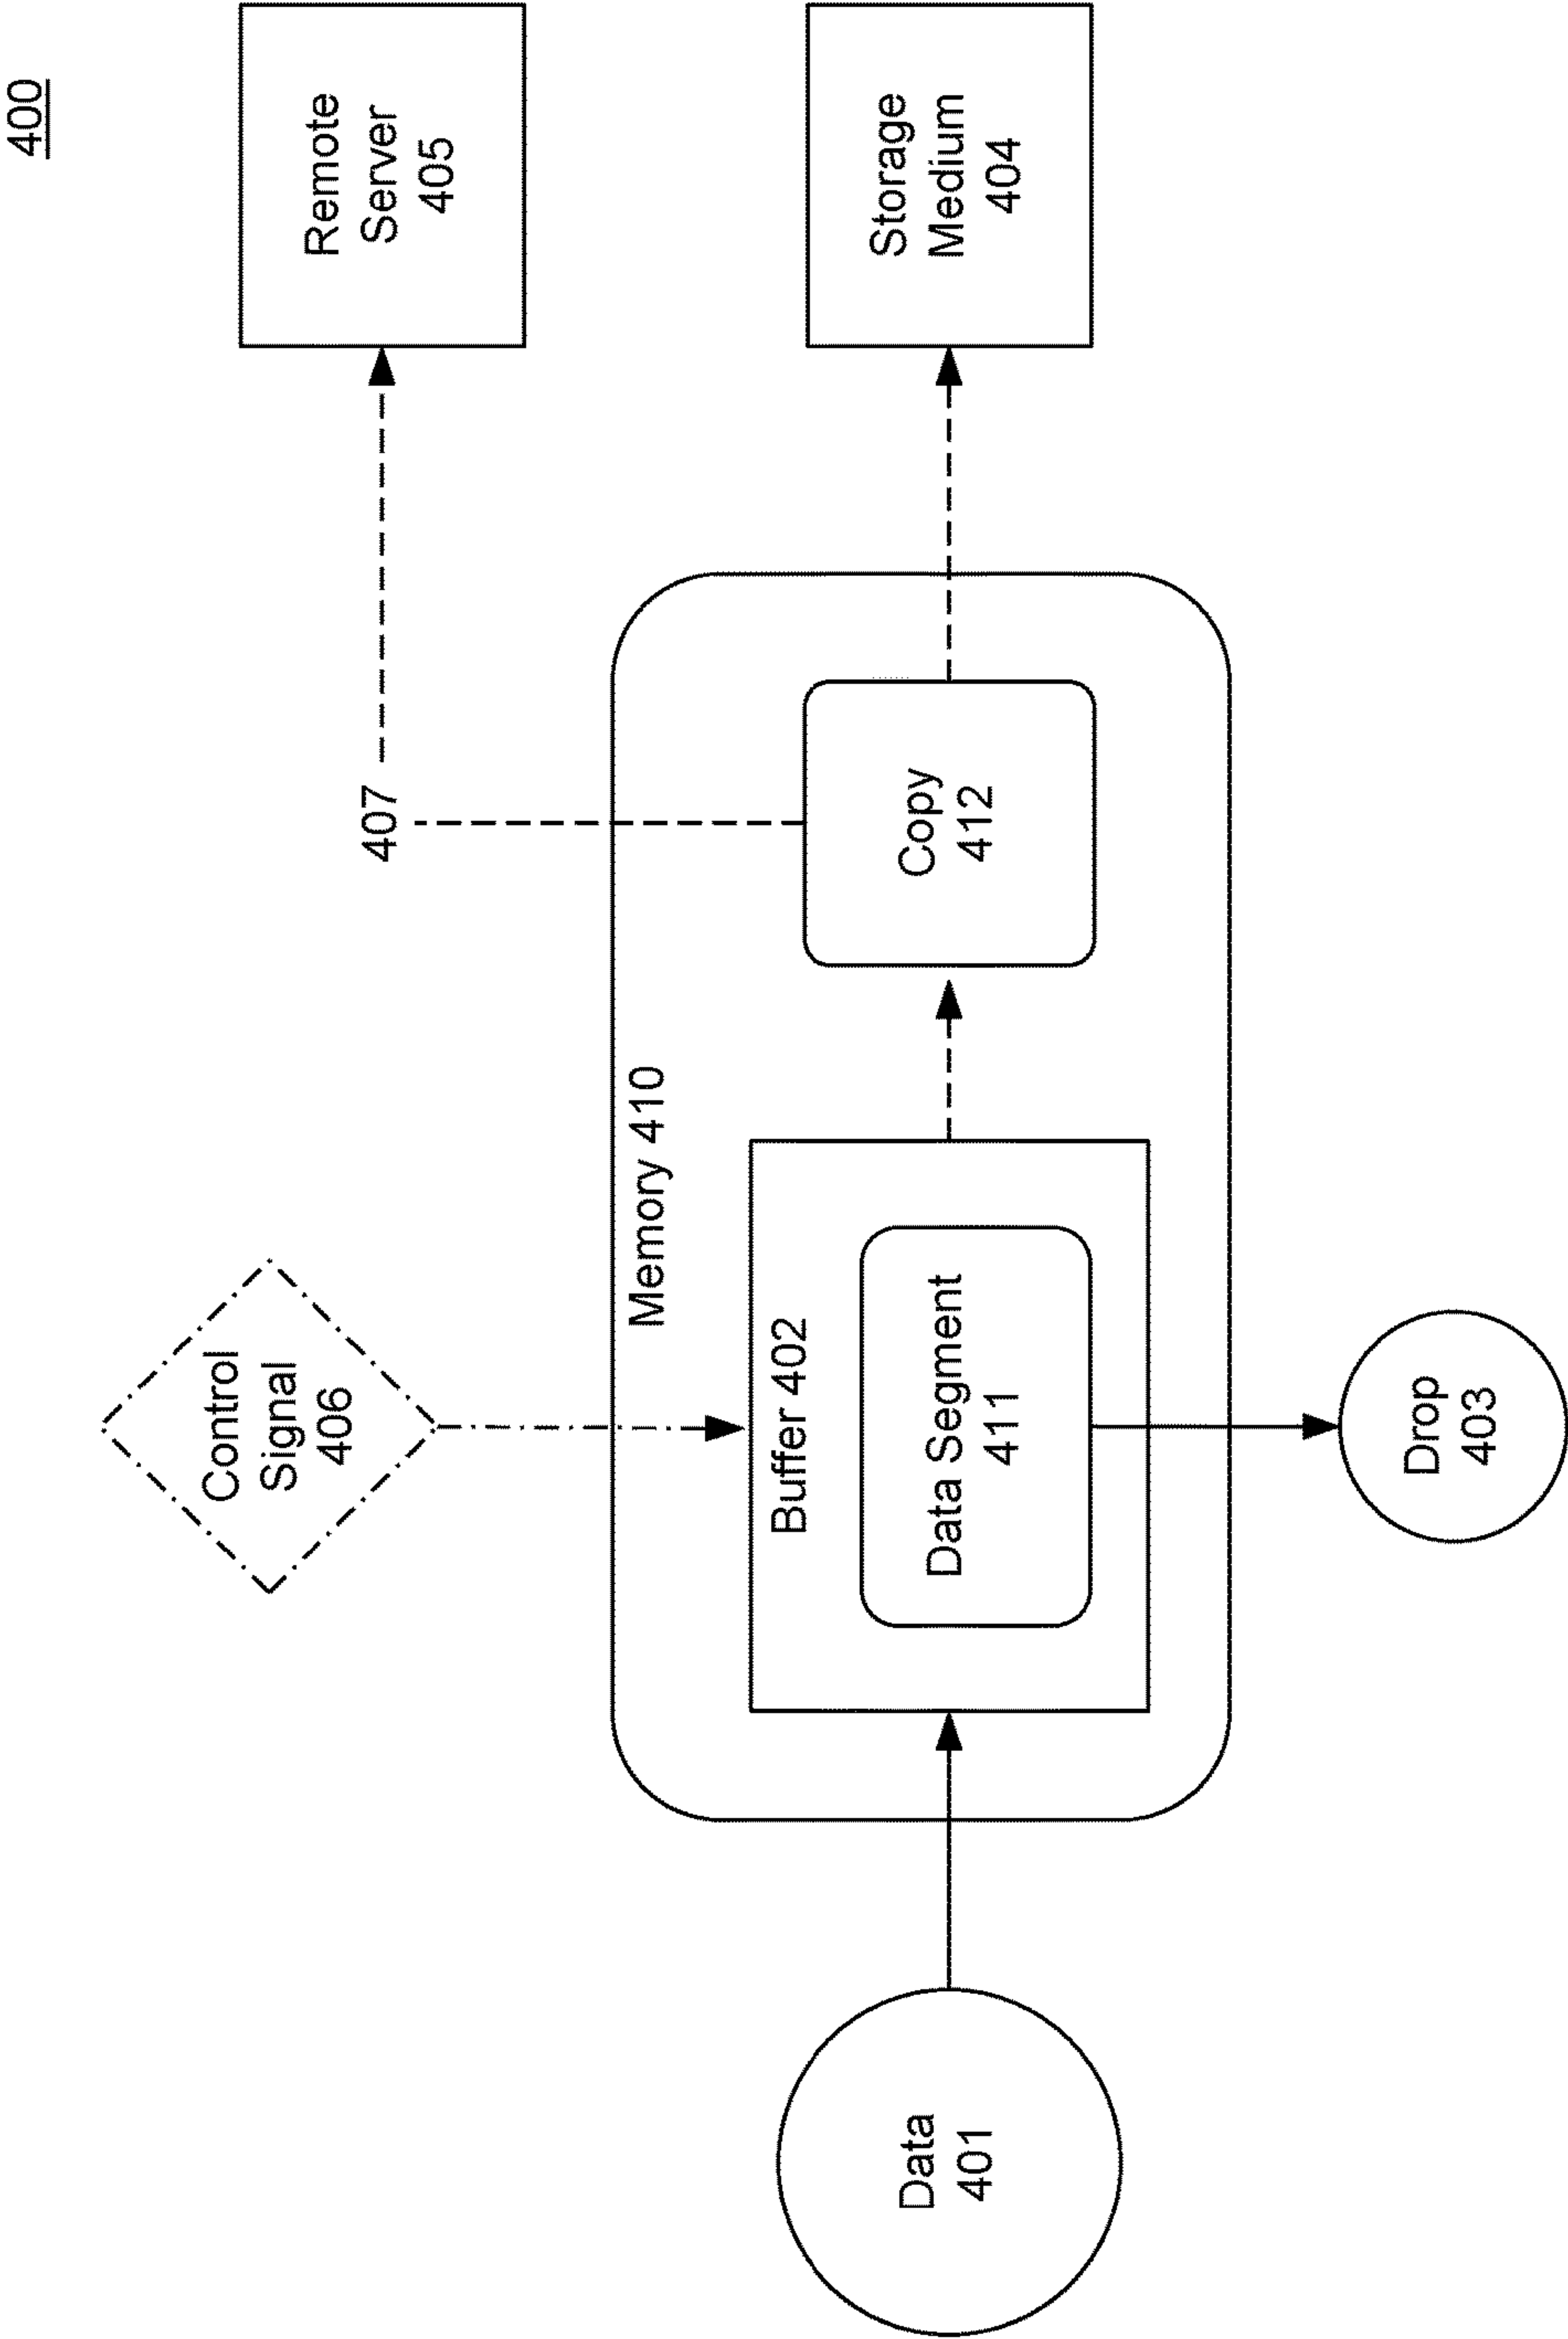 400
Remote
Server
405
407
Control
Signal
406
Storage
Medium
404
Memory 410
Copy
412
Buffer 402
Data Segment
411
Data
401
Drop
403